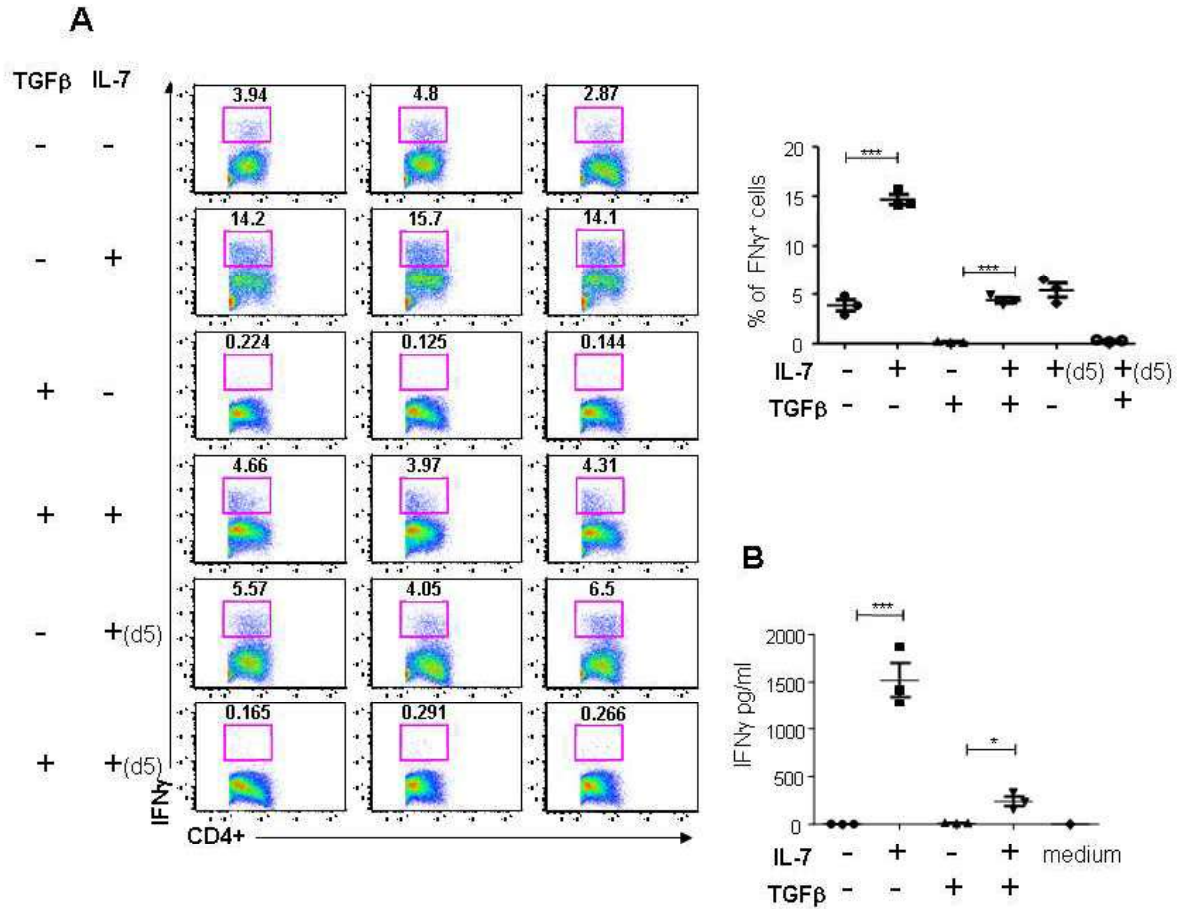 A
TGFβ IL-7
3.94 4.8 2.87
- -
14.2 15.7 14.1
- +
0.224 0.125 0.144
+ -
4.66 3.97 4.31
+ +
5.57 4.05 6.5
- +(d5)
0.165 0.291 0.266
+ +(d5)
IFNγ
CD4+
% of FNγ+ cells
20
15
10
5
0
*** ***
IL-7 - + - + +(d5) +(d5)
TGFβ - - + + - +
B
IFNγ pg/ml
2000
1500
1000
500
0
*** *
IL-7 - + - + medium
TGFβ - - + +